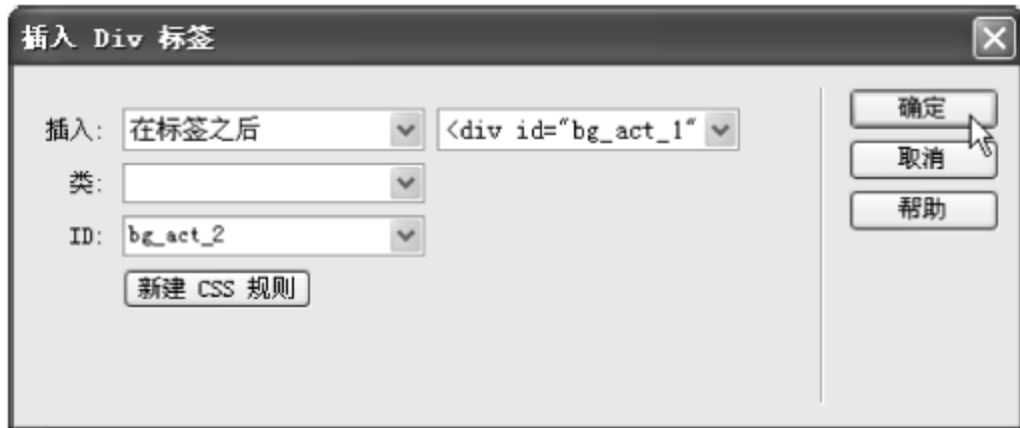 插入 Div 标签
插入: 在标签之后 <div id="bg_act_1"
确定
取消
类:
帮助
ID: bg_act_2
新建 CSS 规则